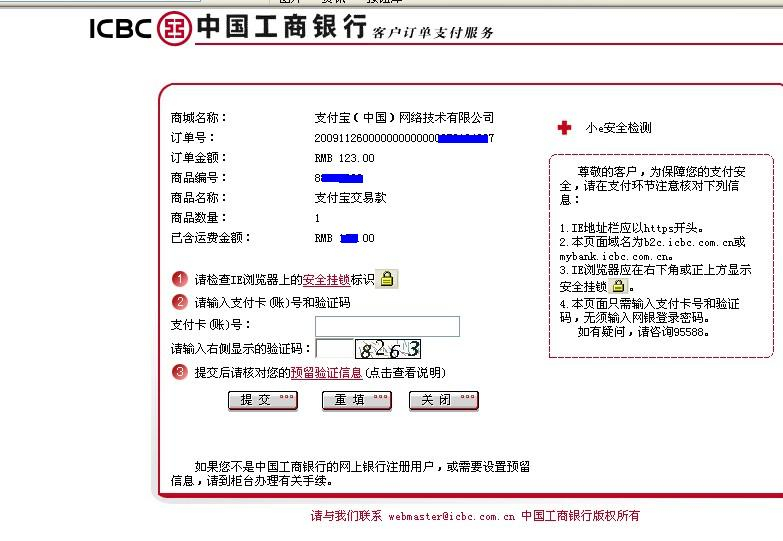 ICBC 中国工商银行 客户订单支付服务
商城名称： 支付宝（中国）网络技术有限公司
订单号： 20091126000000000000 7
订单金额： RMB 123.00
商品编号： 8
商品名称： 支付宝交易款
商品数量： 1
已含运费金额： RMB .00
1 请检查IE浏览器上的安全挂锁标识
2 请输入支付卡(账)号和验证码
支付卡(账)号：
请输入右侧显示的验证码： 8263
3 提交后请核对您的预留验证信息(点击查看说明)
提 交 重 填 关 闭
如果您不是中国工商银行的网上银行注册用户，或需要设置预留
信息，请到柜台办理有关手续。
小e安全检测
尊敬的客户，为保障您的支付安
全，请在支付环节注意核对下列信
息：
1.IE地址栏应以https开头。
2.本页面域名为b2c.icbc.com.cn或
mybank.icbc.com.cn。
3.IE浏览器应在右下角或正上方显示
安全挂锁 。
4.本页面只需输入支付卡号和验证
码，无须输入网银登录密码。
如有疑问，请咨询95588。
请与我们联系 webmaster@icbc.com.cn 中国工商银行版权所有